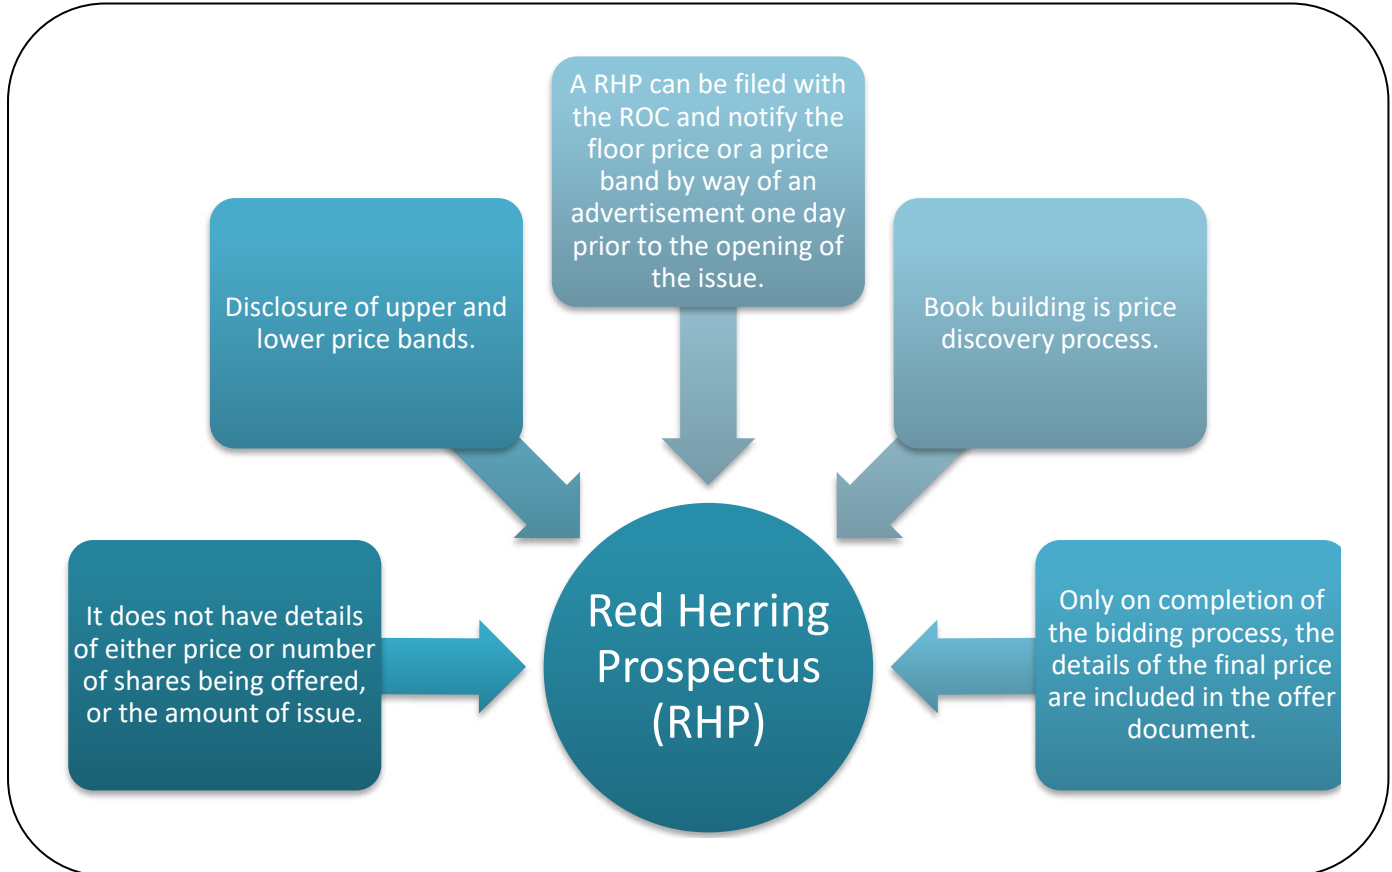 A RHP can be filed with
the ROC and notify the
floor price or a price
band by way of an
advertisement one day
prior to the opening of
the issue.
Disclosure of upper and
lower price bands.
Book building is price
discovery process.
It does not have details
of either price or number
of shares being offered,
or the amount of issue.
Red Herring
Prospectus
(RHP)
Only on completion of
the bidding process, the
details of the final price
are included in the offer
document.